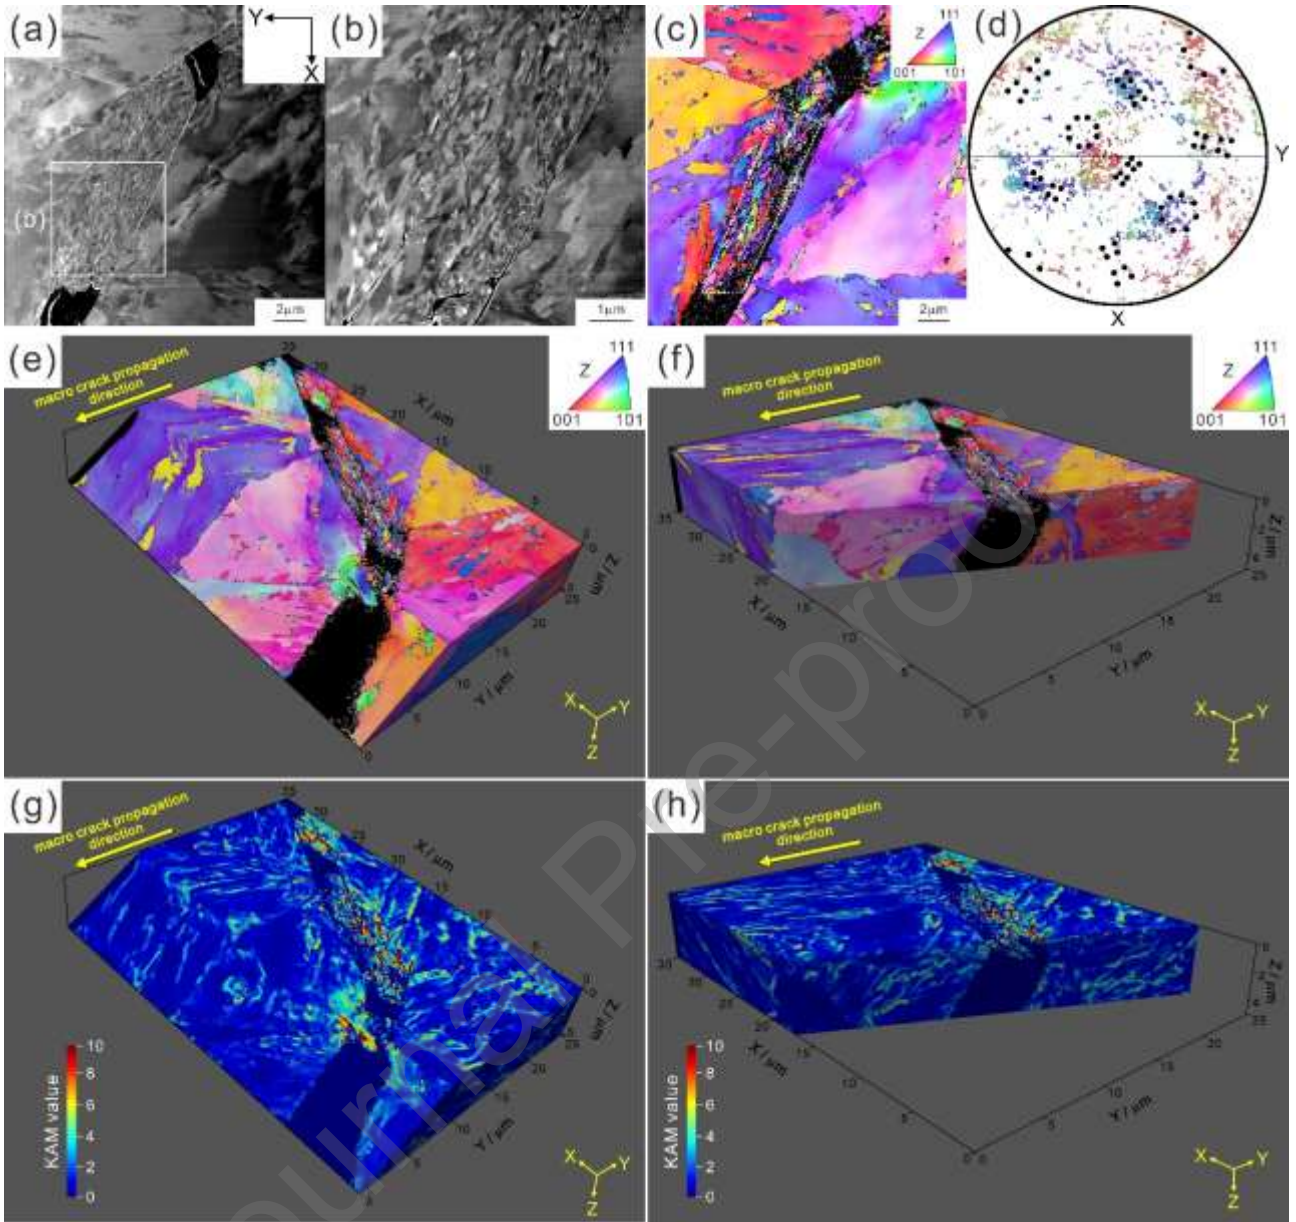 (a)
Y
X
(b)
2μm
(b)
1μm
(c)
111
Z
001 101
2μm
(d)
Y
X
(e)
macro crack propagation
direction
111
Z
001 101
X / μm
Y / μm
Z / μm
X Y
Z
(f)
macro crack propagation
direction
111
Z
001 101
X / μm
Y / μm
Z / μm
X Y
Z
(g)
macro crack propagation
direction
X / μm
Y / μm
Z / μm
KAM value
10
8
6
4
2
0
X Y
Z
(h)
macro crack propagation
direction
X / μm
Y / μm
Z / μm
KAM value
10
8
6
4
2
0
X Y
Z
Journal Pre-proof